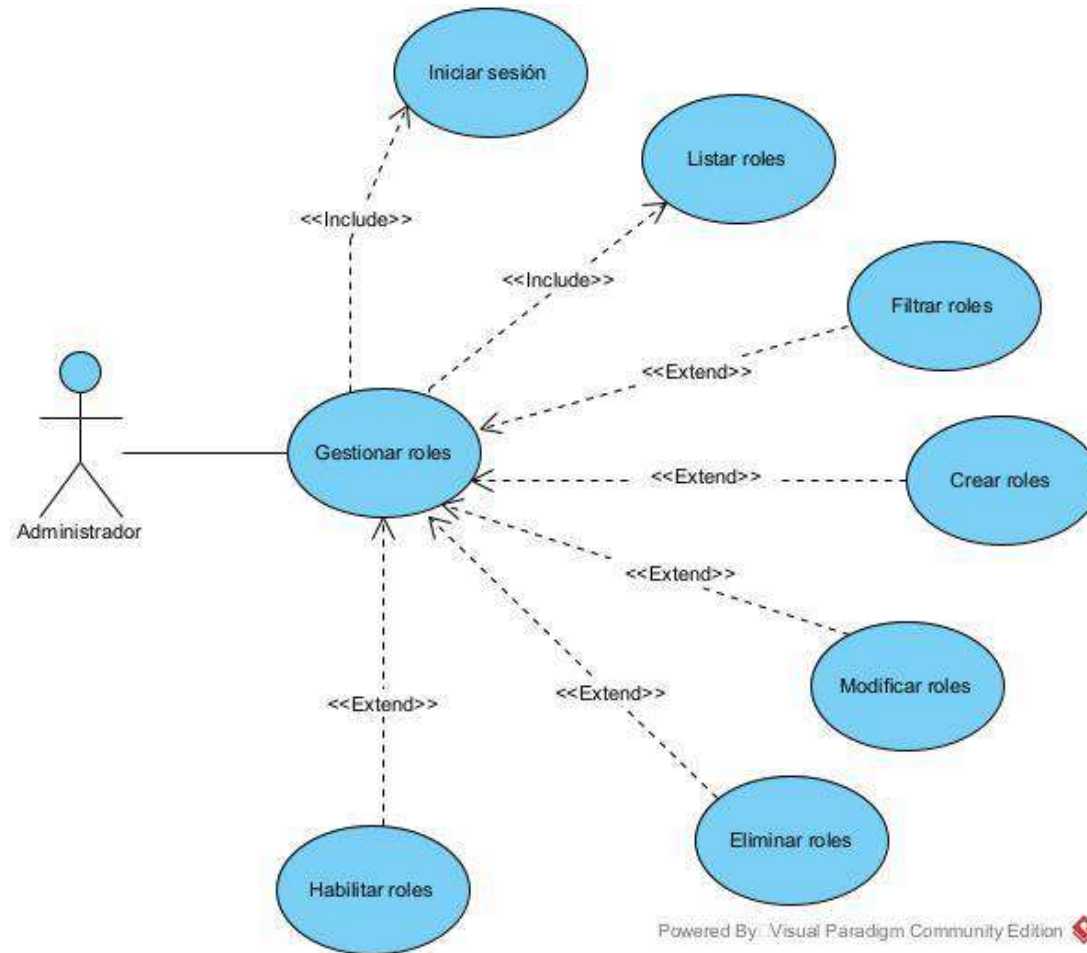 Iniciar sesión
Listar roles
<<Include>>
<<Include>>
Filtrar roles
<<Extend>>
Gestionar roles
<<Extend>>
Crear roles
Administrador
<<Extend>>
Modificar roles
<<Extend>>
<<Extend>>
Eliminar roles
Habilitar roles
Powered By Visual Paradigm Community Edition